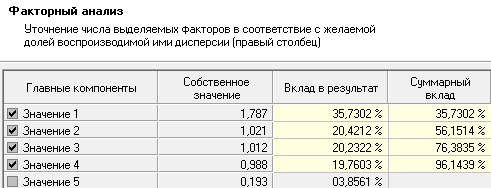 Факторный анализ
Уточнение числа выделяемых факторов в соответствие с желаемой
долей воспроизводимой ими дисперсии (правый столбец)
Главные компоненты Собственное значение Вклад в результат Суммарный вклад
Значение 1 1,787 35,7302 % 35,7302 %
Значение 2 1,021 20,4212 % 56,1514 %
Значение 3 1,012 20,2322 % 76,3835 %
Значение 4 0,988 19,7603 % 96,1439 %
Значение 5 0,193 03,8561 %